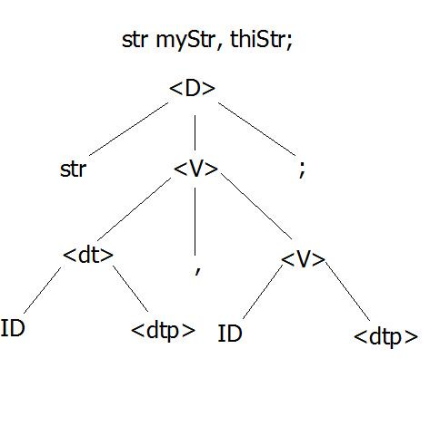 str myStr, thiStr;
<D>
str <V> ;
<dt> , <V>
ID <dtp> ID <dtp>